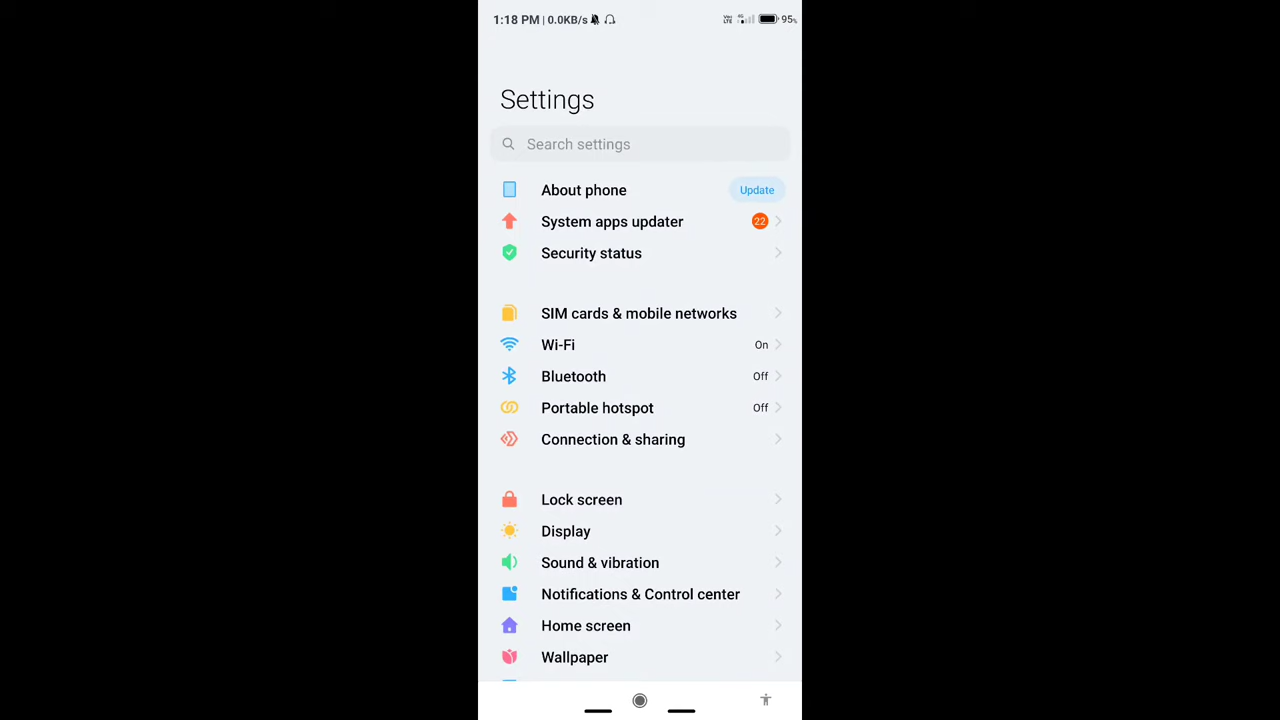 1:18 PM | 0.0KB/s 95%
Settings
Search settings
About phone Update
System apps updater 22
Security status
SIM cards & mobile networks
Wi-Fi On
Bluetooth Off
Portable hotspot Off
Connection & sharing
Lock screen
Display
Sound & vibration
Notifications & Control center
Home screen
Wallpaper